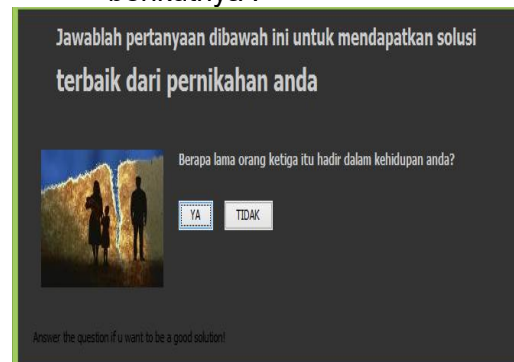 Jawablah pertanyaan dibawah ini untuk mendapatkan solusi
terbaik dari pernikahan anda
Berapa lama orang ketiga itu hadir dalam kehidupan anda?
YA TIDAK
Answer the question if u want to be a good solution!